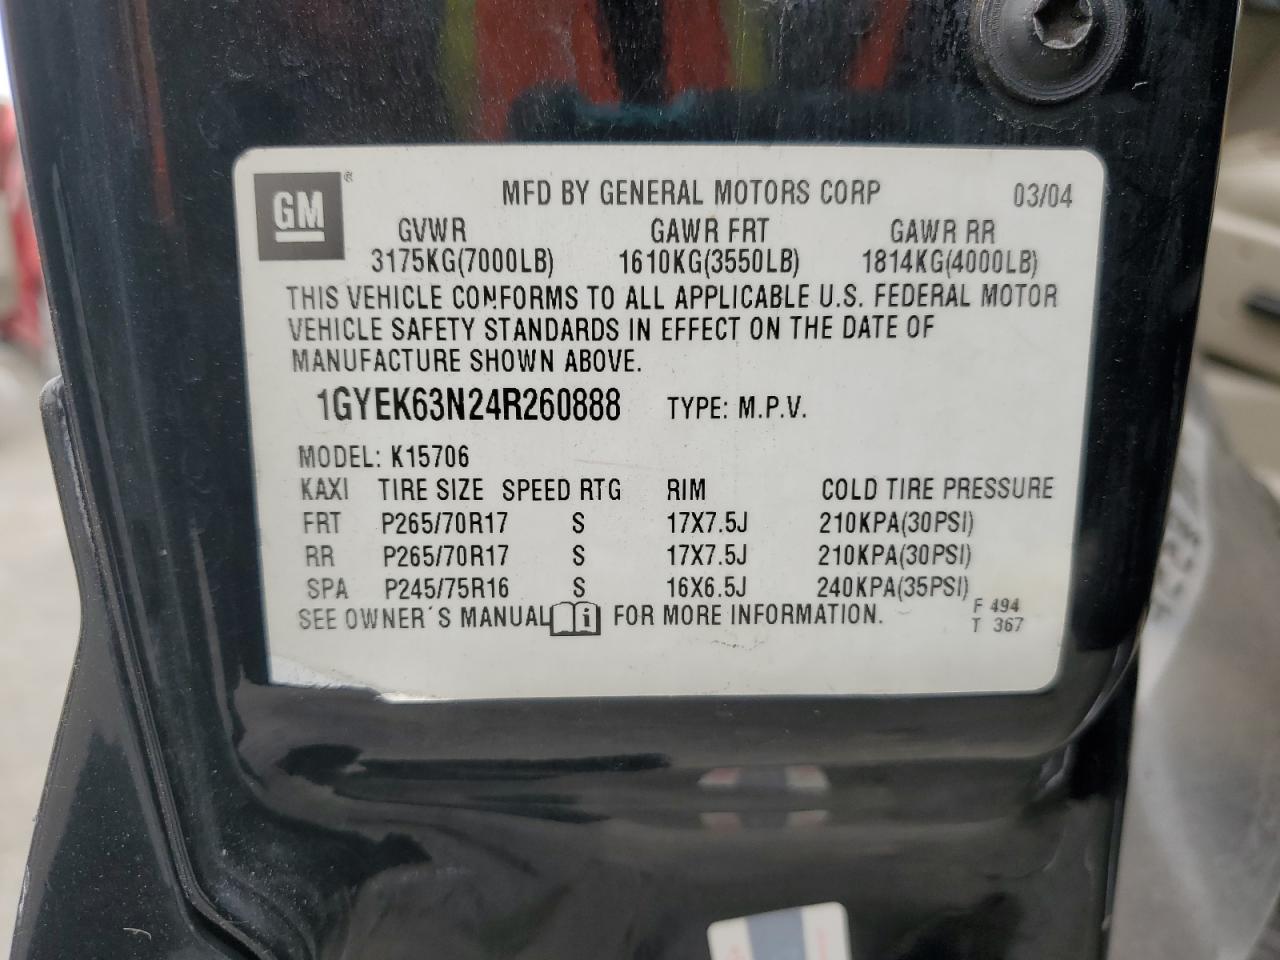 GM ® MFD BY GENERAL MOTORS CORP 03/04
GVWR GAWR FRT GAWR RR
3175KG(7000LB) 1610KG(3550LB) 1814KG(4000LB)
THIS VEHICLE CONFORMS TO ALL APPLICABLE U.S. FEDERAL MOTOR
VEHICLE SAFETY STANDARDS IN EFFECT ON THE DATE OF
MANUFACTURE SHOWN ABOVE.
1GYEK63N24R260888 TYPE: M.P.V.
MODEL: K15706
KAXI TIRE SIZE SPEED RTG RIM COLD TIRE PRESSURE
FRT P265/70R17 S 17X7.5J 210KPA(30PSI)
RR P265/70R17 S 17X7.5J 210KPA(30PSI)
SPA P245/75R16 S 16X6.5J 240KPA(35PSI)
SEE OWNER´S MANUAL i FOR MORE INFORMATION. F 494
T 367